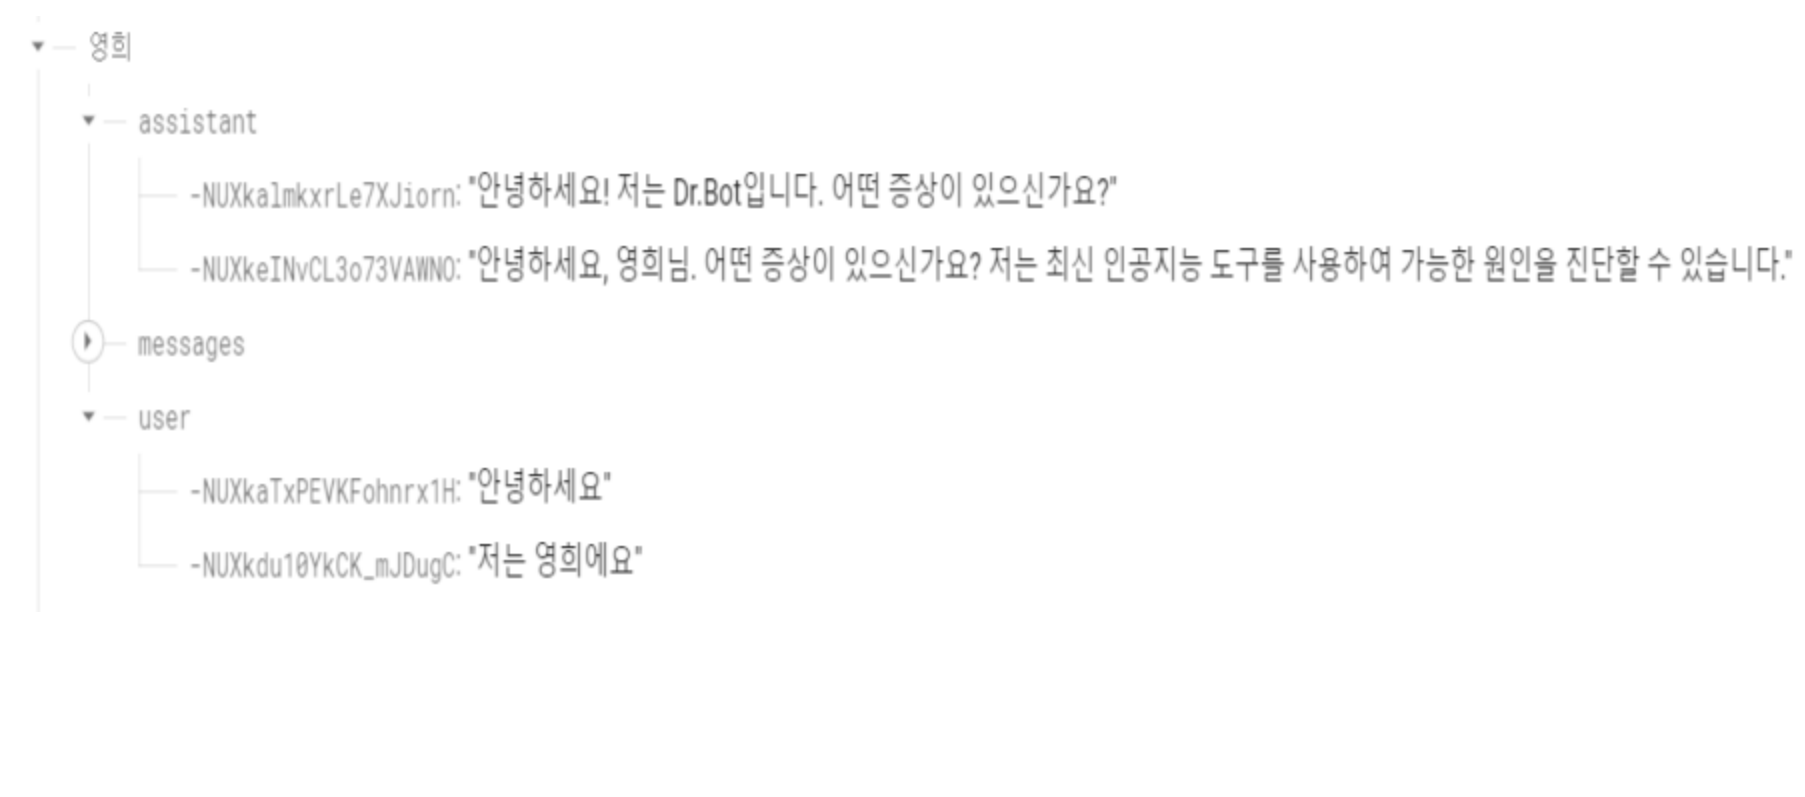 영희
assistant
-NUXkalmkxrLe7XJiorn: "안녕하세요! 저는 Dr.Bot입니다. 어떤 증상이 있으신가요?"
-NUXkeINvCL3o73VAWNO: "안녕하세요, 영희님. 어떤 증상이 있으신가요? 저는 최신 인공지능 도구를 사용하여 가능한 원인을 진단할 수 있습니다."
messages
user
-NUXkaTxPEVKFohnrx1H: "안녕하세요"
-NUXkdu10YkCK_mJDugC: "저는 영희에요"